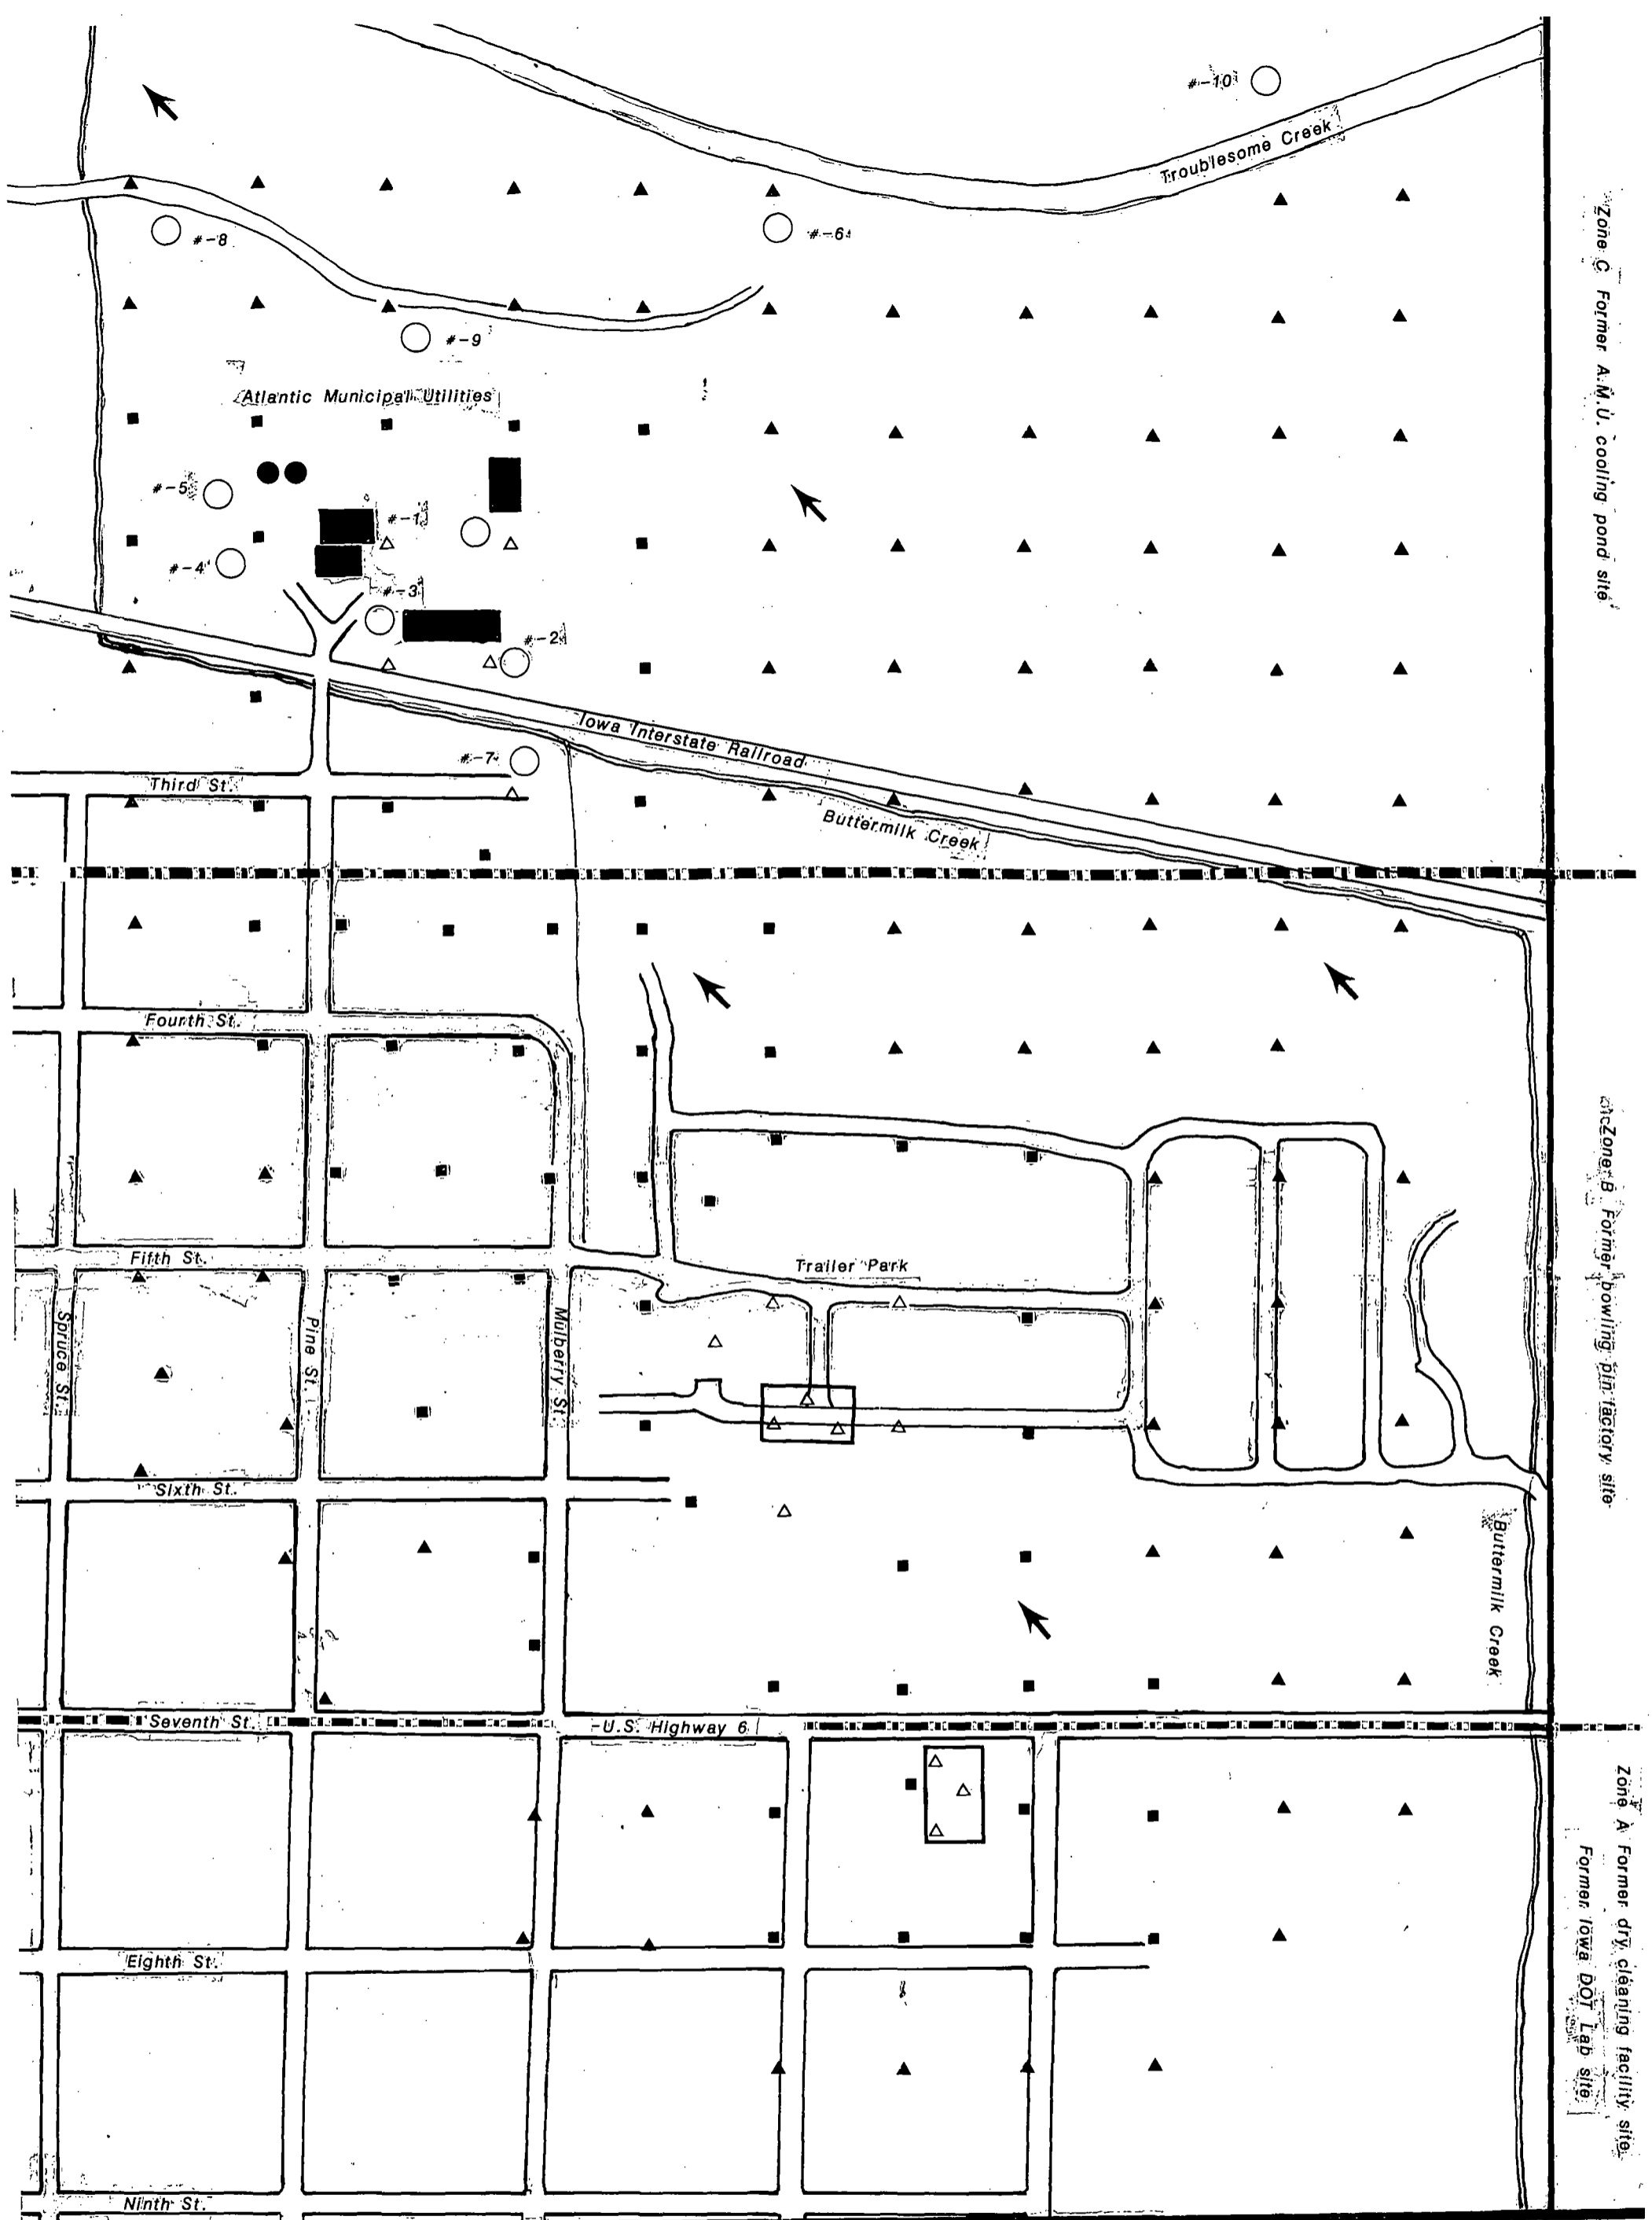 #-10
Troublesome Creek
#-8
#-6
#-9
Atlantic Municipal Utilities
#-5
#-1
#-4
#-3
#-2
Iowa Interstate Railroad
#-7
Third St.
Buttermilk Creek
Fourth St.
Fifth St.
Trailer Park
Spruce St.
Pine St.
Mulberry St.
Sixth St.
Buttermilk Creek
Seventh St.
U.S. Highway 6
Eighth St.
Ninth St.
Zone C Former A.M.U. cooling pond site
Zone B Former bowling pin factory site
Zone A Former dry cleaning facility site
Former Iowa DOT Lab site